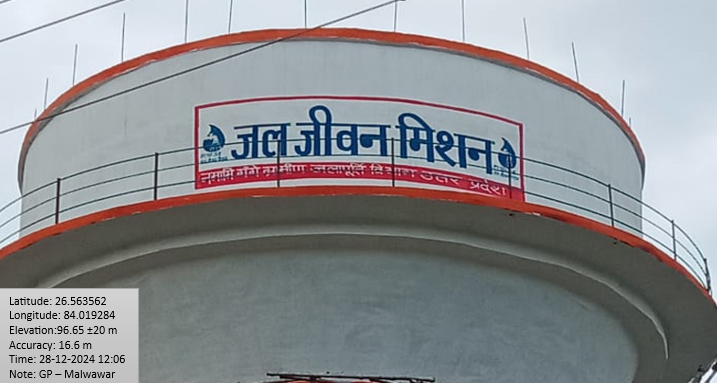 जल जीवन मिशन
नमामि गंगे ग्रामीण जलापूर्ति विभाग उत्तर प्रदेश
Latitude: 26.563562
Longitude: 84.019284
Elevation:96.65 ±20 m
Accuracy: 16.6 m
Time: 28-12-2024 12:06
Note: GP – Malwawar